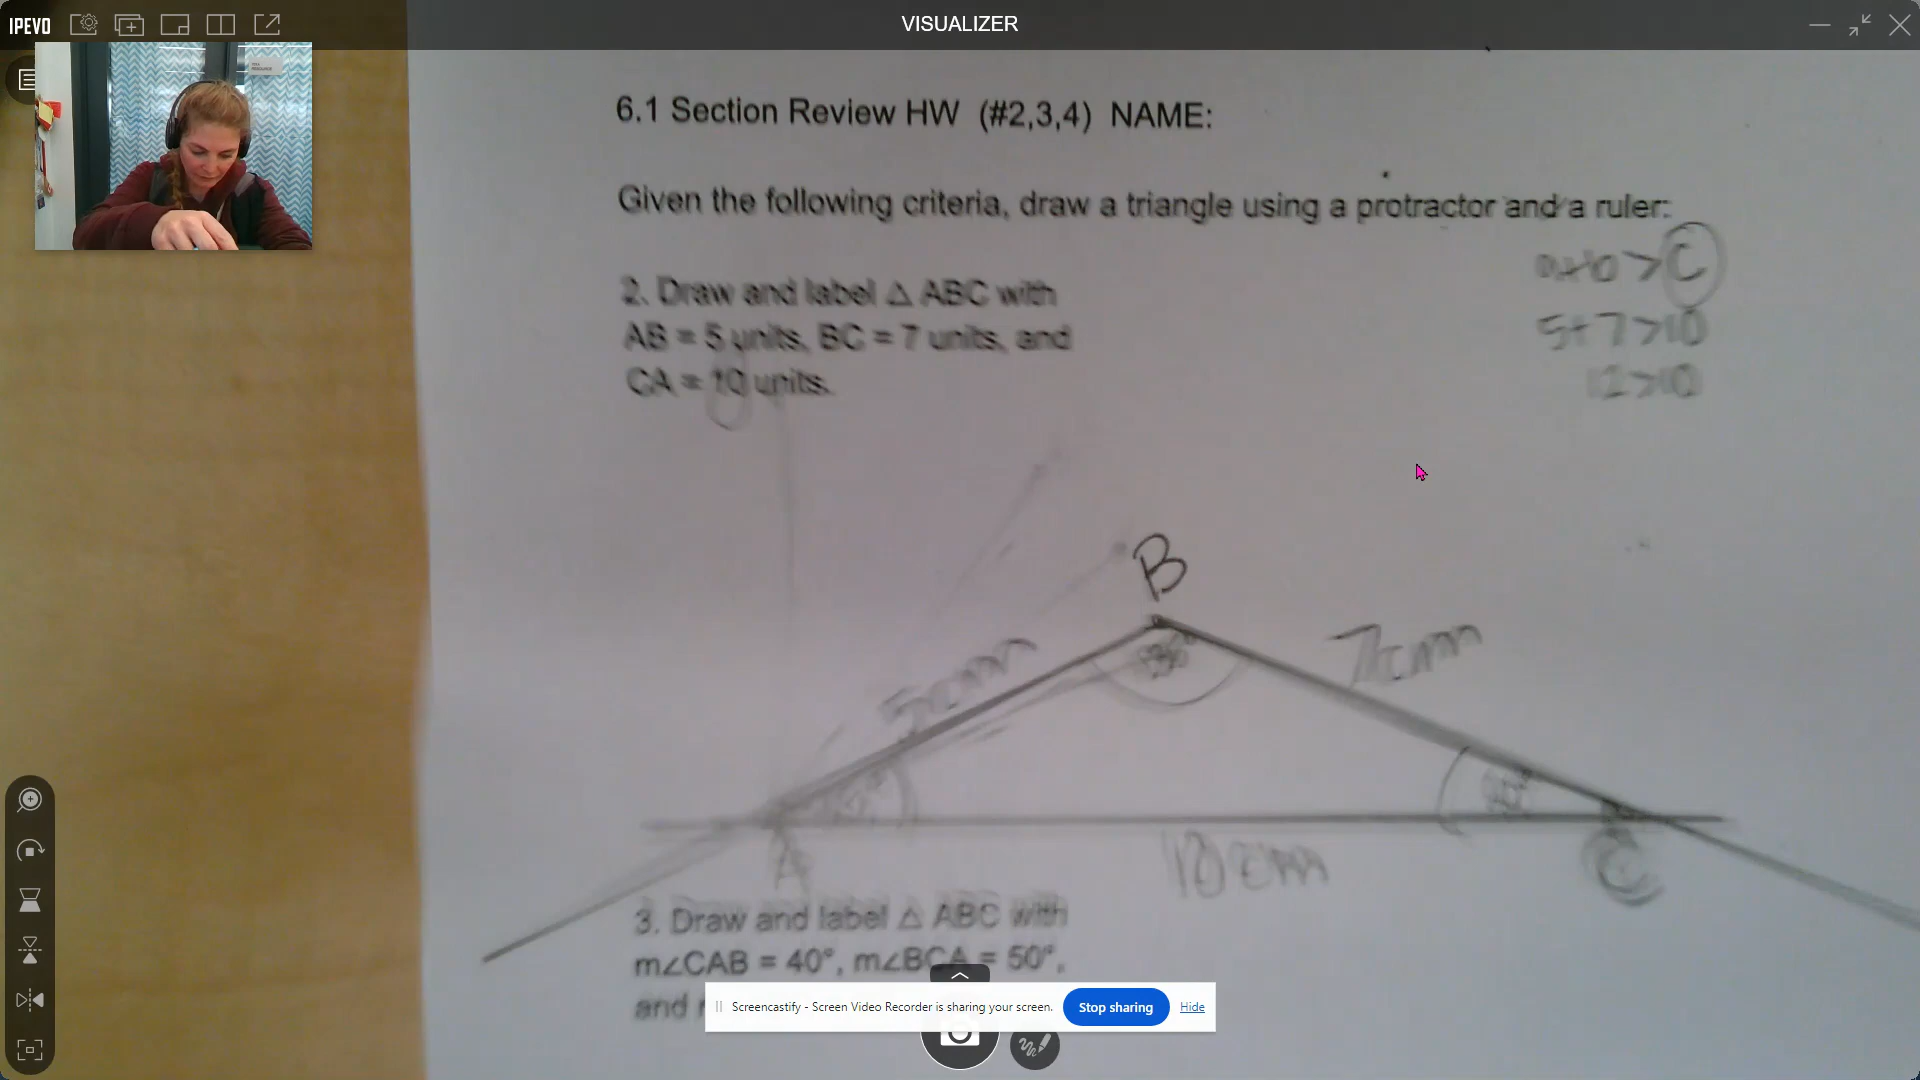 IPEVO
VISUALIZER
6.1 Section Review HW (#2,3,4) NAME:
Given the following criteria, draw a triangle using a protractor and a ruler:
a+b > C
5+7>10
12>10
2. Draw and label △ ABC with
AB = 5 units, BC = 7 units, and
CA = 10 units.
B
5cm
7cm
A
10cm
C
3. Draw and label △ ABC with
m∠CAB = 40°, m∠BCA = 50°,
and
Screencastify - Screen Video Recorder is sharing your screen.
Stop sharing
Hide